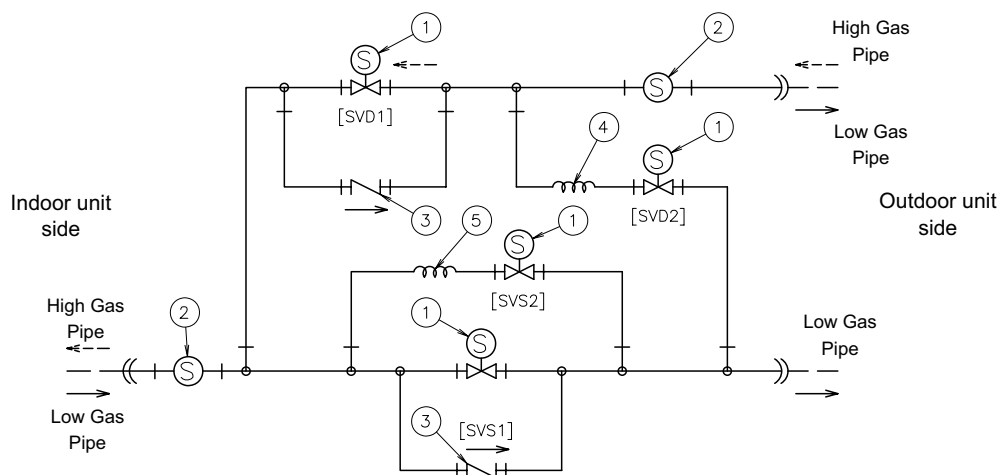 1
2
High Gas
Pipe
S
S
[SVD1]
Low Gas
Pipe
4
1
S
Indoor unit
side
3
[SVD2]
Outdoor unit
side
5
1
S
[SVS2]
High Gas
Pipe
2
1
Low Gas
Pipe
S
S
Low Gas
Pipe
3
[SVS1]